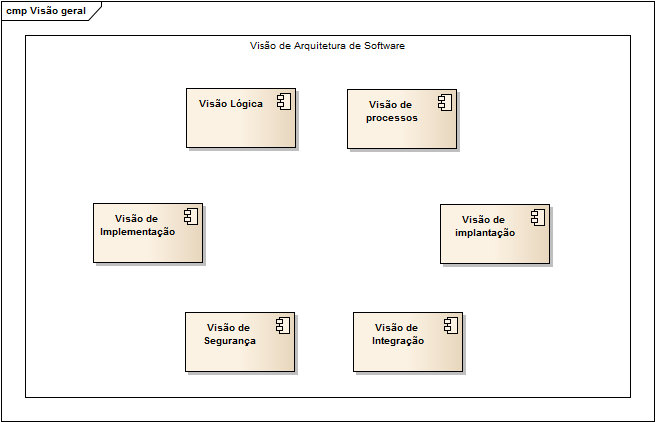 cmp Visão geral
Visão de Arquitetura de Software
Visão Lógica
Visão de
processos
Visão de
Implementação
Visão de
implantação
Visão de
Segurança
Visão de
Integração